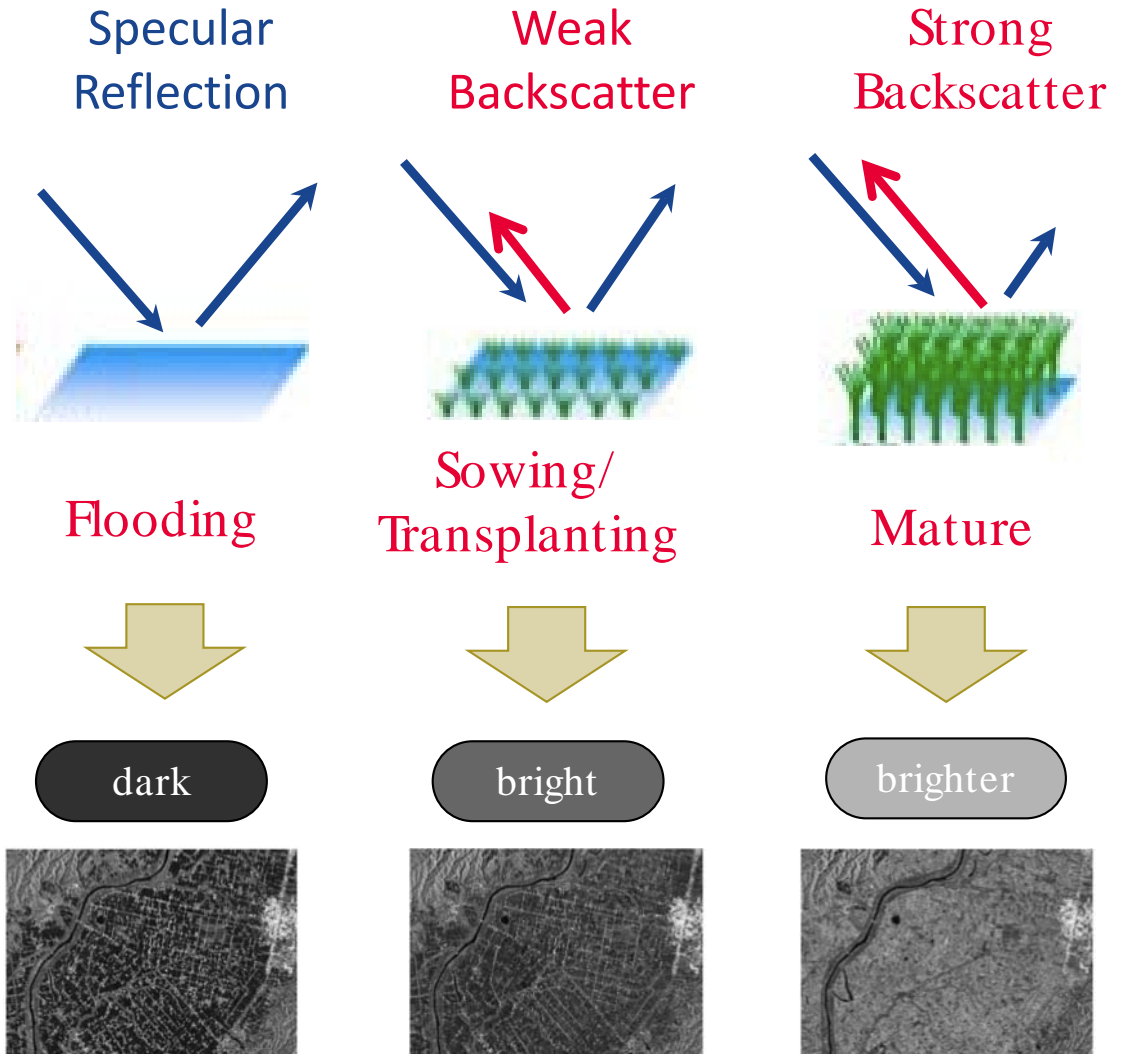 Specular
Reflection
Weak
Backscatter
Strong
Backscatter
Flooding
Sowing/
Transplanting
Mature
dark
bright
brighter